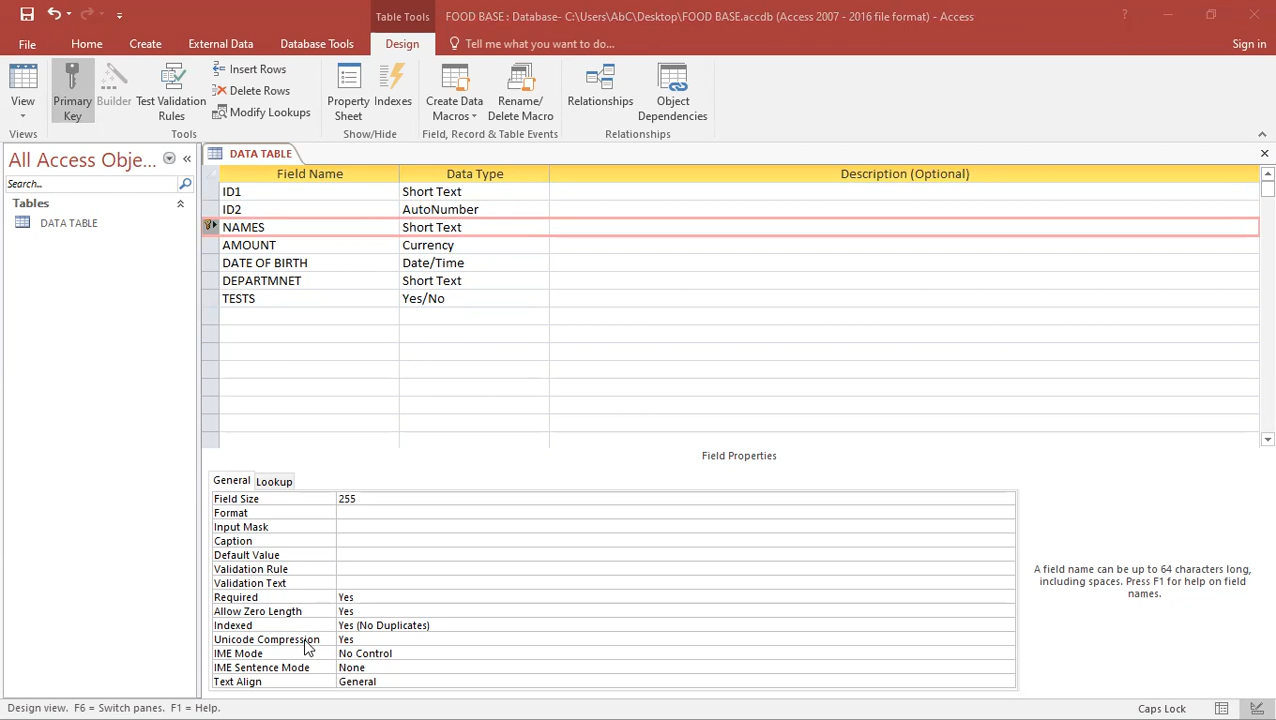 Table Tools
FOOD BASE : Database- C:\Users\AbC\Desktop\FOOD BASE.accdb (Access 2007 - 2016 file format) - Access
?
File
Home
Create
External Data
Database Tools
Design
Tell me what you want to do...
Sign in
View
Primary Key
Builder
Test Validation Rules
Insert Rows
Delete Rows
Modify Lookups
Property Sheet
Indexes
Create Data Macros
Rename/ Delete Macro
Relationships
Object Dependencies
Views
Tools
Show/Hide
Field, Record & Table Events
Relationships
All Access Obje...
Search...
Tables
DATA TABLE
DATA TABLE
Field Name Data Type Description (Optional)
ID1 Short Text
ID2 AutoNumber
NAMES Short Text
AMOUNT Currency
DATE OF BIRTH Date/Time
DEPARTMNET Short Text
TESTS Yes/No
Field Properties
General Lookup
Field Size 255
Format
Input Mask
Caption
Default Value
Validation Rule
Validation Text
Required Yes
Allow Zero Length Yes
Indexed Yes (No Duplicates)
Unicode Compression Yes
IME Mode No Control
IME Sentence Mode None
Text Align General
A field name can be up to 64 characters long,
including spaces. Press F1 for help on field
names.
Design view. F6 = Switch panes. F1 = Help.
Caps Lock